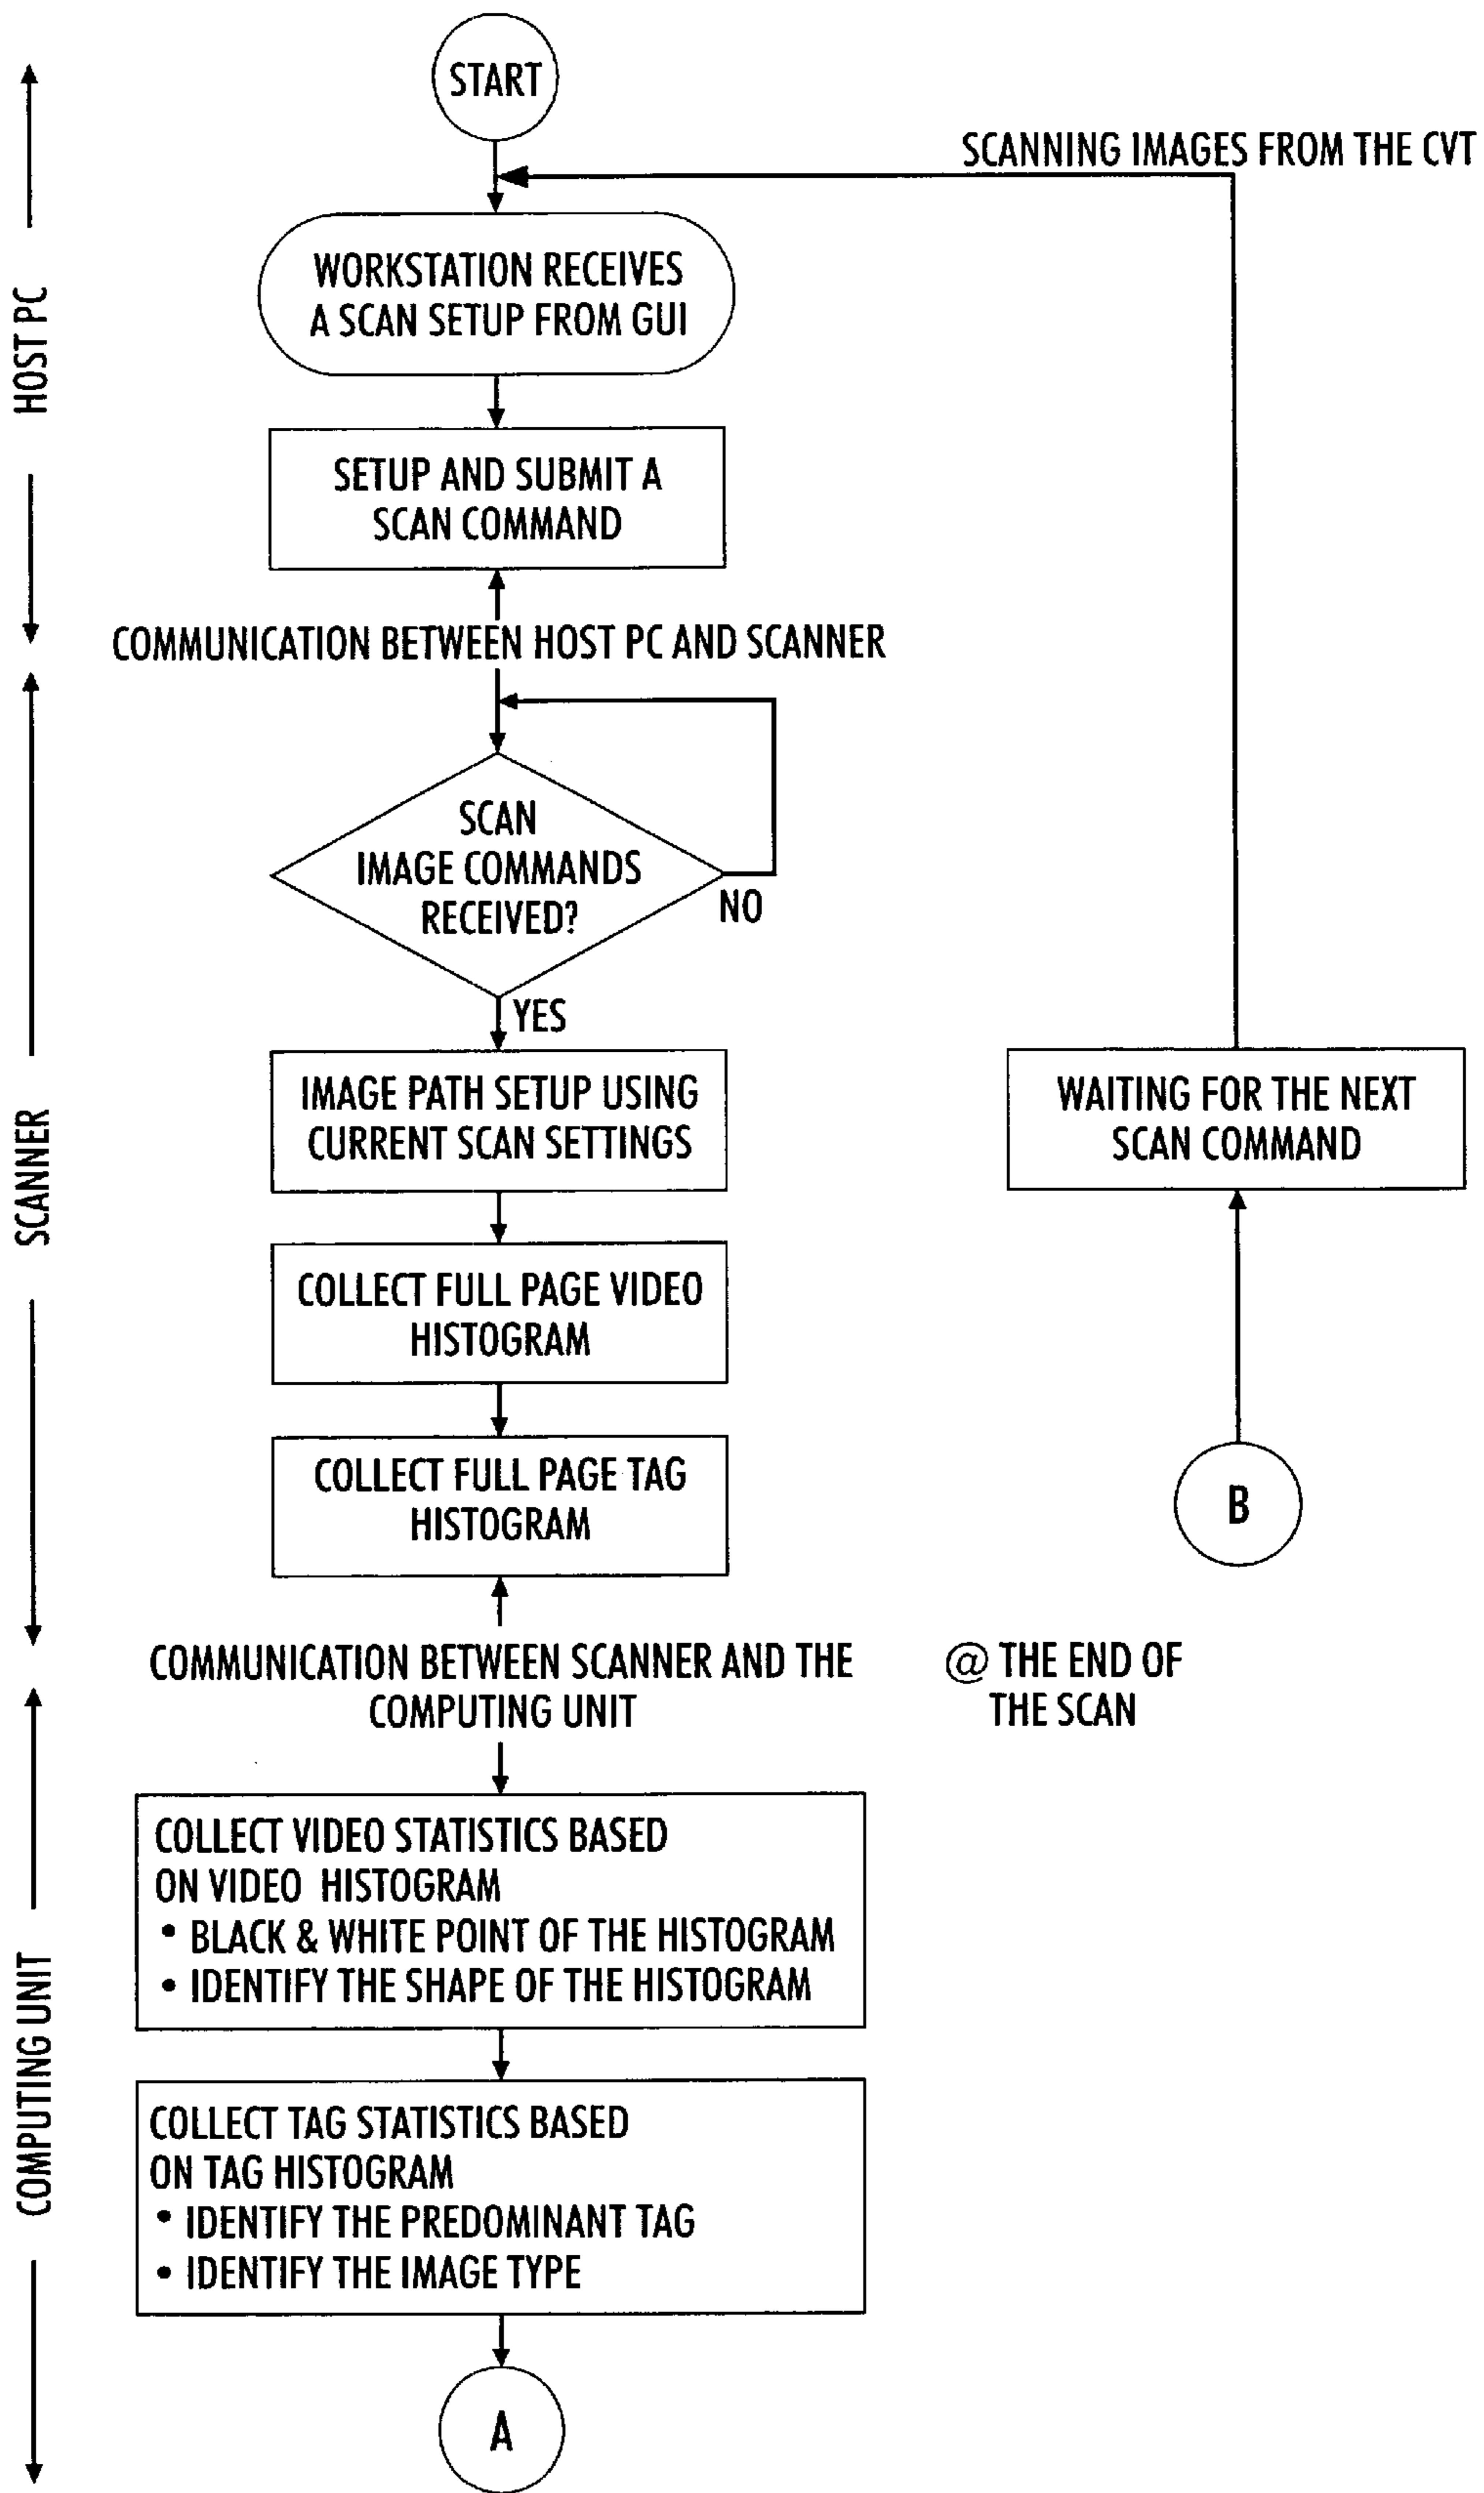 START
SCANNING IMAGES FROM THE CVT
WORKSTATION RECEIVES
A SCAN SETUP FROM GUI
HOST PC
SETUP AND SUBMIT A
SCAN COMMAND
COMMUNICATION BETWEEN HOST PC AND SCANNER
SCAN
IMAGE COMMANDS
RECEIVED?
NO
YES
SCANNER
IMAGE PATH SETUP USING
CURRENT SCAN SETTINGS
WAITING FOR THE NEXT
SCAN COMMAND
COLLECT FULL PAGE VIDEO
HISTOGRAM
COLLECT FULL PAGE TAG
HISTOGRAM
B
COMMUNICATION BETWEEN SCANNER AND THE
COMPUTING UNIT
@ THE END OF
THE SCAN
COMPUTING UNIT
COLLECT VIDEO STATISTICS BASED
ON VIDEO HISTOGRAM
• BLACK & WHITE POINT OF THE HISTOGRAM
• IDENTIFY THE SHAPE OF THE HISTOGRAM
COLLECT TAG STATISTICS BASED
ON TAG HISTOGRAM
• IDENTIFY THE PREDOMINANT TAG
• IDENTIFY THE IMAGE TYPE
A